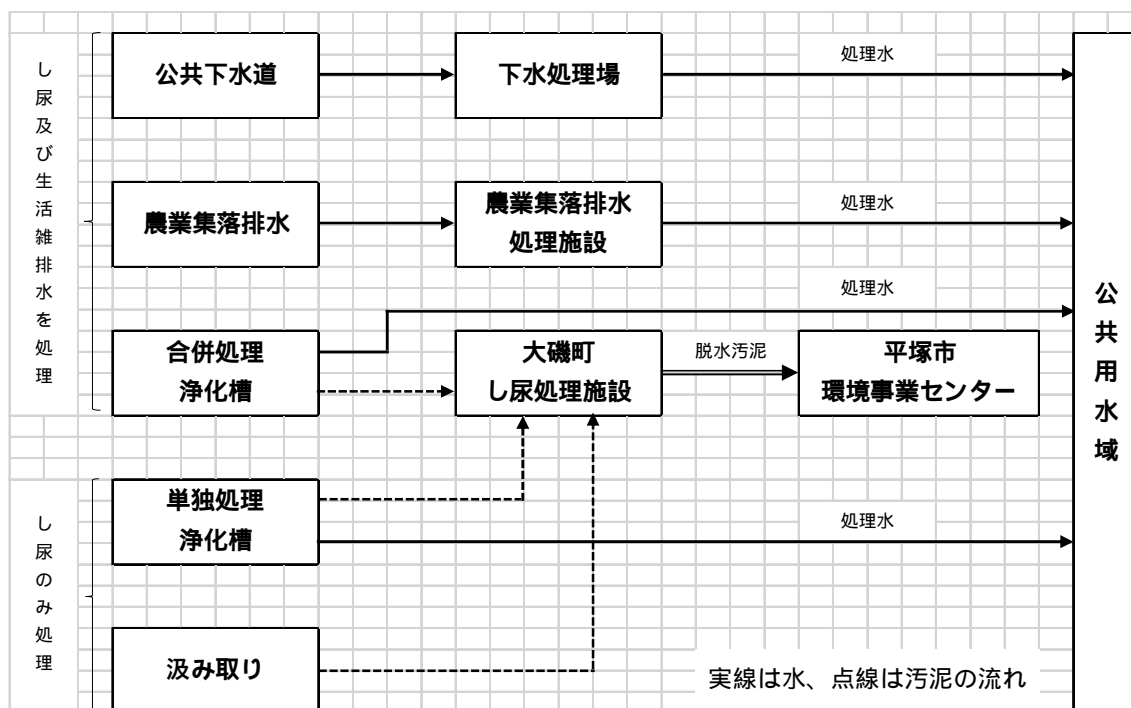 し尿及び生活雑排水を処理
公共下水道
下水処理場
処理水
農業集落排水
農業集落排水
処理施設
処理水
処理水
合併処理
浄化槽
大磯町
し尿処理施設
脱水汚泥
平塚市
環境事業センター
公共用水域
し尿のみ処理
単独処理
浄化槽
処理水
汲み取り
実線は水、点線は汚泥の流れ